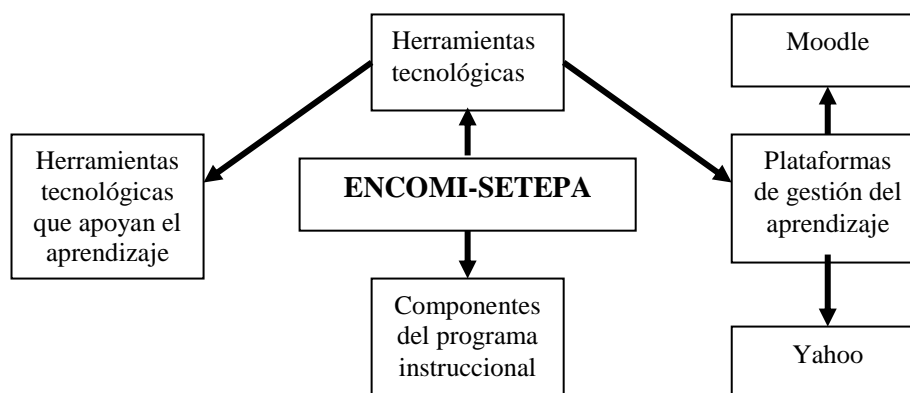 Herramientas
tecnológicas
Moodle
Herramientas
tecnológicas
que apoyan el
aprendizaje
ENCOMI-SETEPA
Plataformas
de gestión del
aprendizaje
Componentes
del programa
instruccional
Yahoo